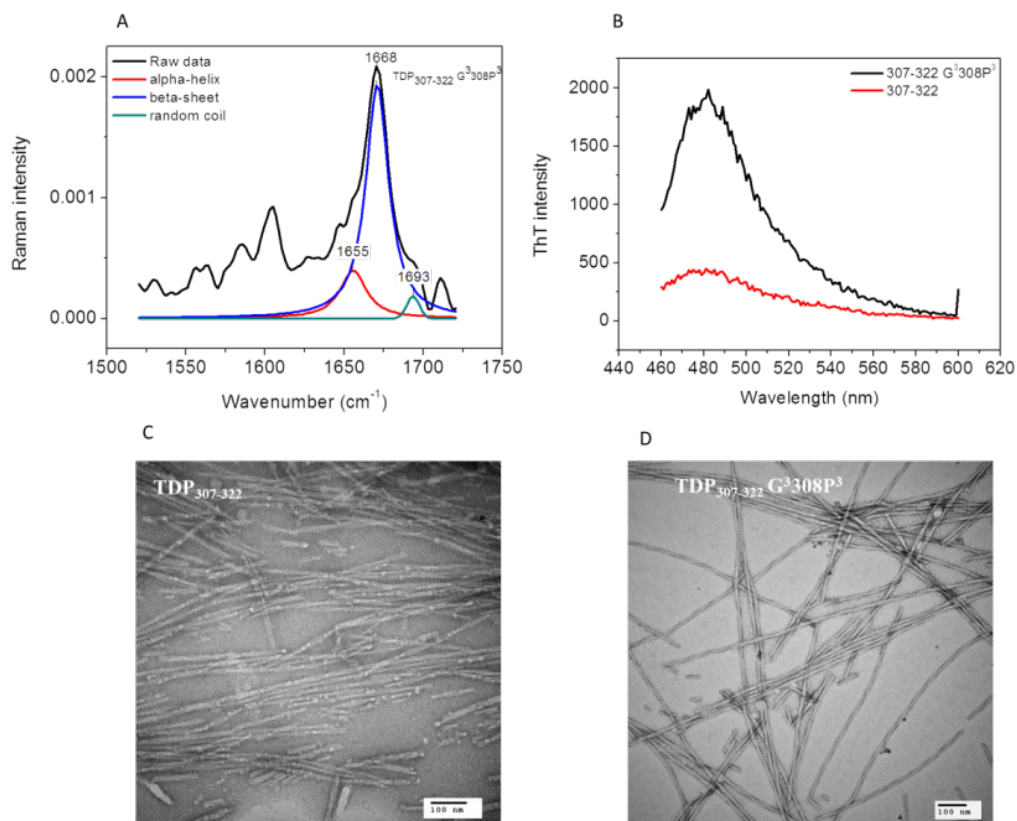 A
Raw data
alpha-helix
beta-sheet
random coil
1668
TDP₃₀₇₋₃₂₂ G³308P³
1655
1693
0.002
0.001
0.000
Raman intensity
1500 1550 1600 1650 1700 1750
Wavenumber (cm⁻¹)
B
307-322 G³308P³
307-322
2000
1500
1000
500
0
ThT intensity
440 460 480 500 520 540 560 580 600 620
Wavelength (nm)
C
TDP₃₀₇₋₃₂₂
100 nm
D
TDP₃₀₇₋₃₂₂ G³308P³
100 nm